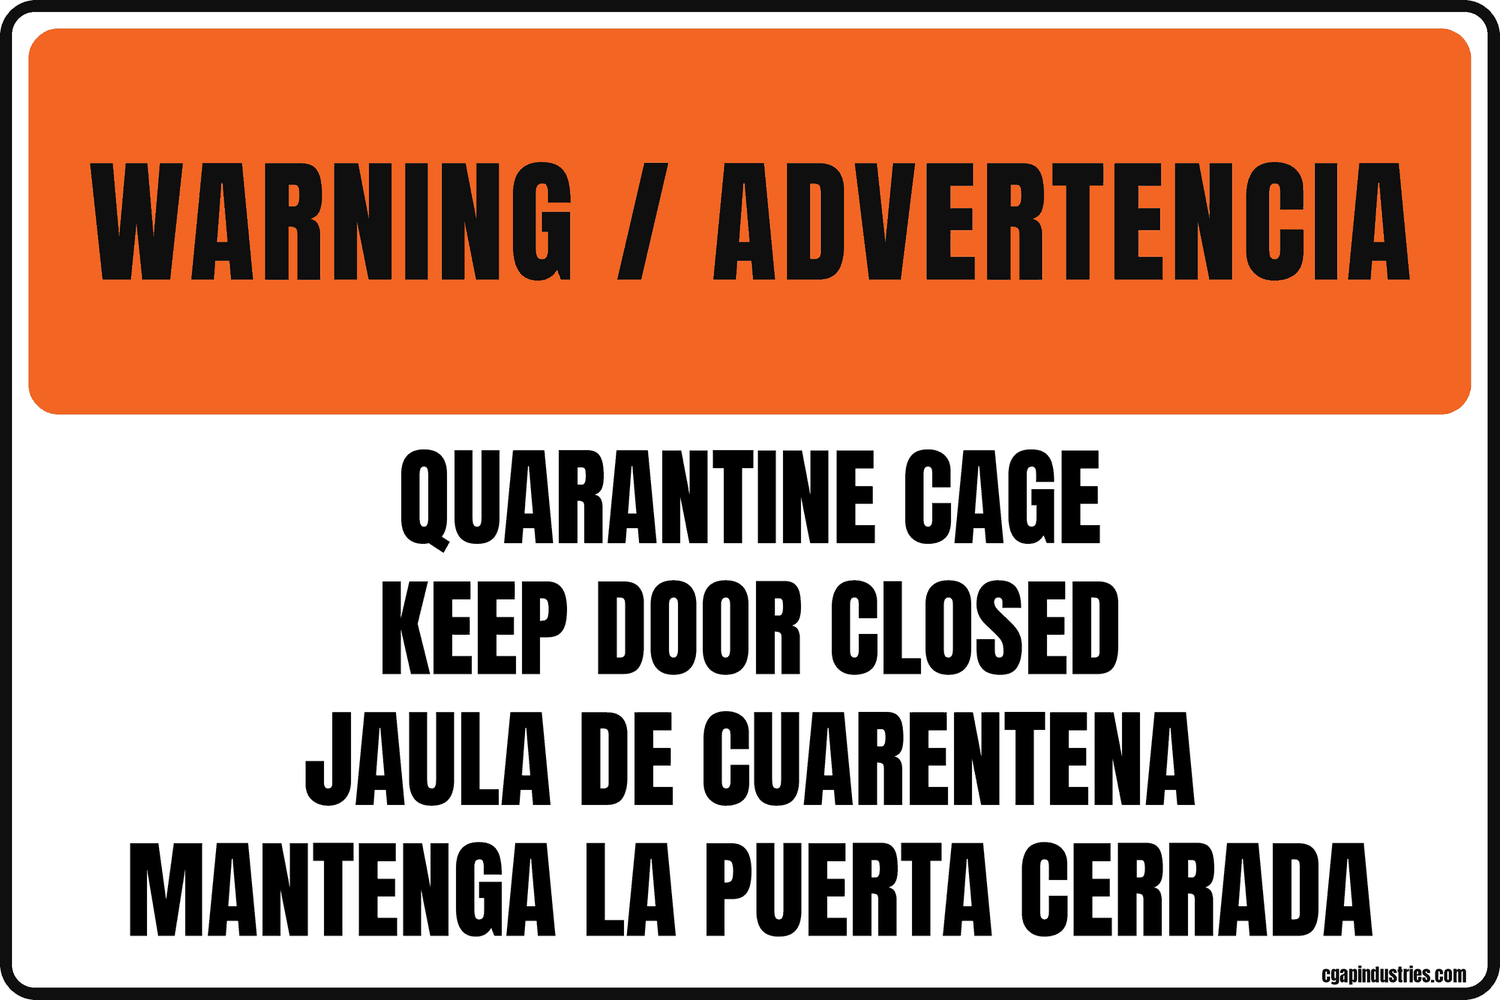 WARNING / ADVERTENCIA
QUARANTINE CAGE
KEEP DOOR CLOSED
JAULA DE CUARENTENA
MANTENGA LA PUERTA CERRADA
cgapindustries.com